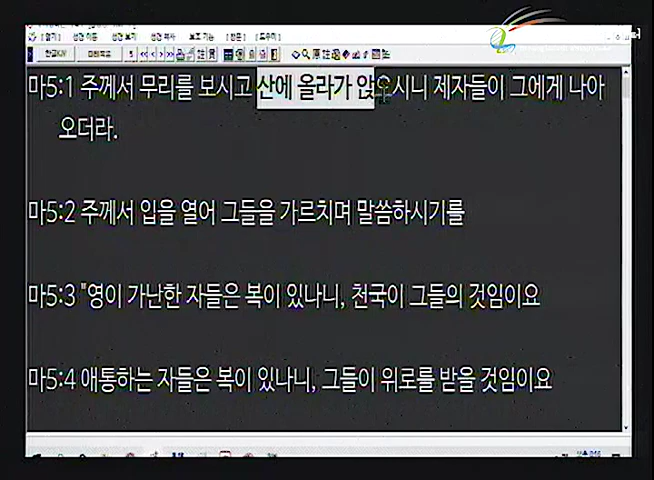 마5:1 주께서 무리를 보시고 산에 올라가 앉으시니 제자들이 그에게 나아
오더라.
마5:2 주께서 입을 열어 그들을 가르치며 말씀하시기를
마5:3 "영이 가난한 자들은 복이 있나니, 천국이 그들의 것임이요
마5:4 애통하는 자들은 복이 있나니, 그들이 위로를 받을 것임이요